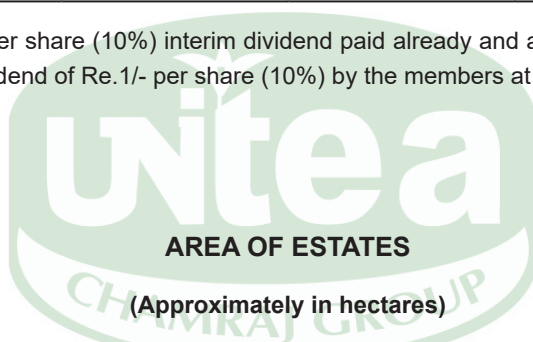 er share (10%) interim dividend paid already and a
dend of Re.1/- per share (10%) by the members at
UNITEA
AREA OF ESTATES
CHAMRAJ GROUP
(Approximately in hectares)